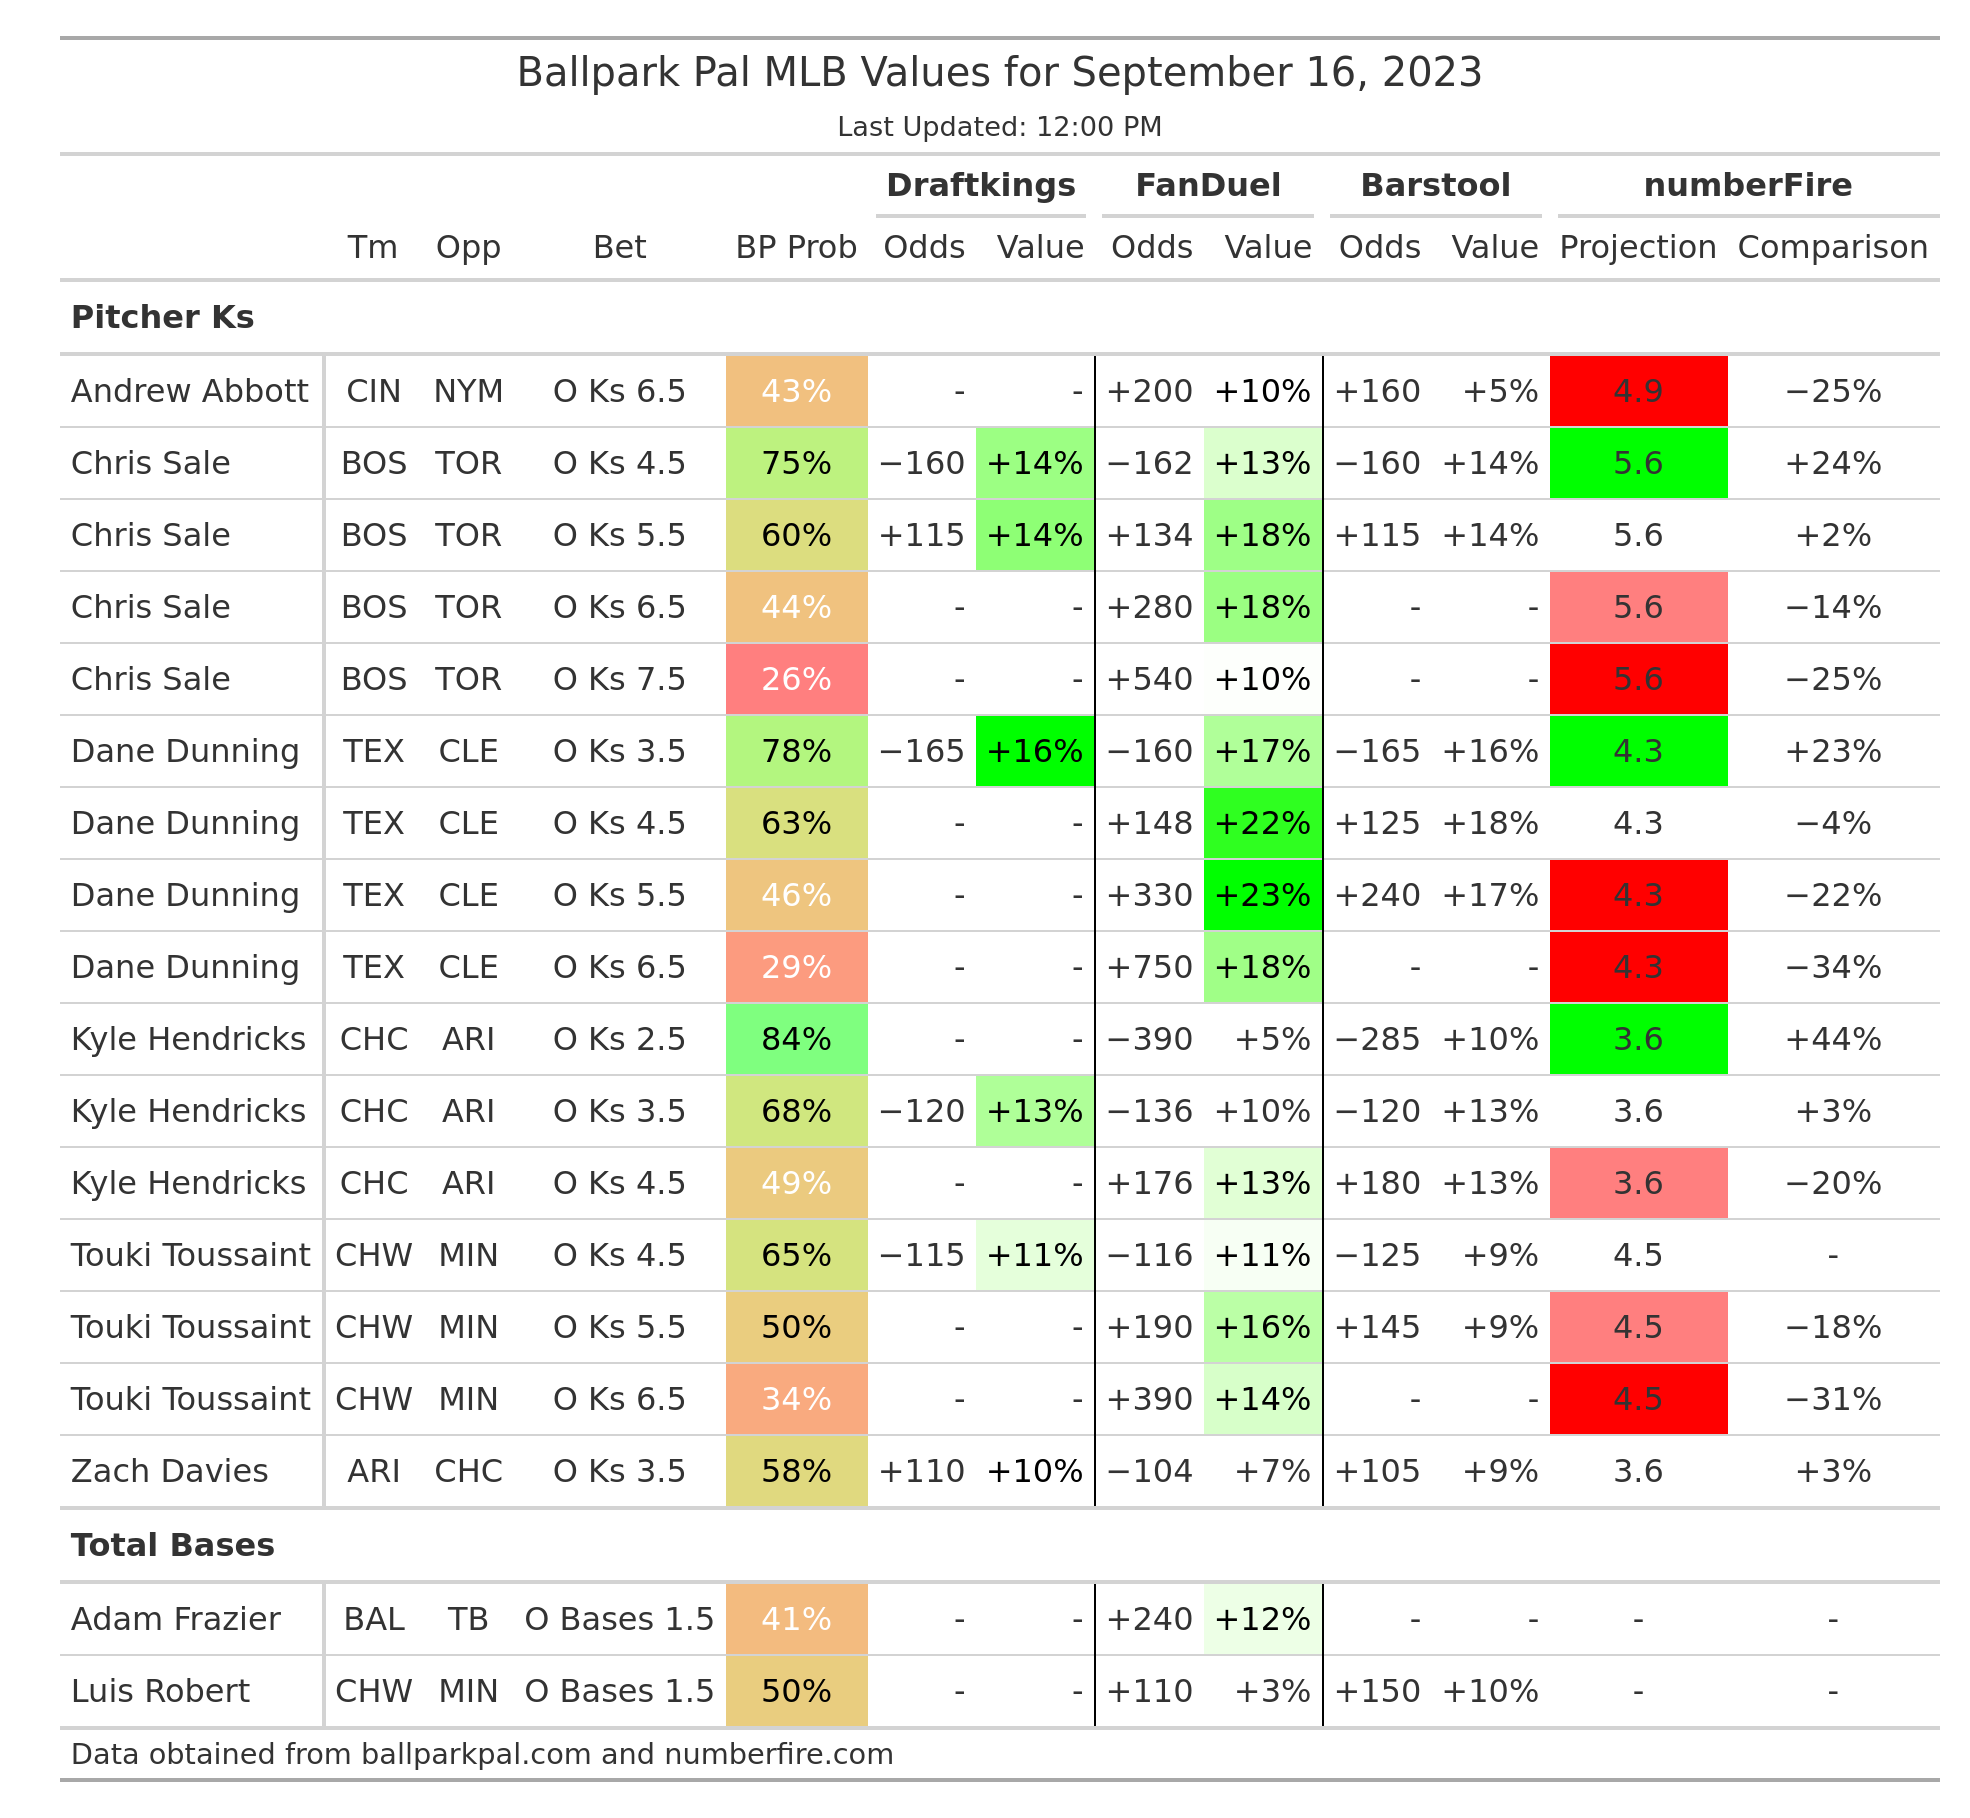 Ballpark Pal MLB Values for September 16, 2023
Last Updated: 12:00 PM
Draftkings FanDuel Barstool numberFire
Tm Opp Bet BP Prob Odds Value Odds Value Odds Value Projection Comparison
Pitcher Ks
Andrew Abbott CIN NYM O Ks 6.5 43% - - +200 +10% +160 +5% 4.9 −25%
Chris Sale BOS TOR O Ks 4.5 75% −160 +14% −162 +13% −160 +14% 5.6 +24%
Chris Sale BOS TOR O Ks 5.5 60% +115 +14% +134 +18% +115 +14% 5.6 +2%
Chris Sale BOS TOR O Ks 6.5 44% - - +280 +18% - - 5.6 −14%
Chris Sale BOS TOR O Ks 7.5 26% - - +540 +10% - - 5.6 −25%
Dane Dunning TEX CLE O Ks 3.5 78% −165 +16% −160 +17% −165 +16% 4.3 +23%
Dane Dunning TEX CLE O Ks 4.5 63% - - +148 +22% +125 +18% 4.3 −4%
Dane Dunning TEX CLE O Ks 5.5 46% - - +330 +23% +240 +17% 4.3 −22%
Dane Dunning TEX CLE O Ks 6.5 29% - - +750 +18% - - 4.3 −34%
Kyle Hendricks CHC ARI O Ks 2.5 84% - - −390 +5% −285 +10% 3.6 +44%
Kyle Hendricks CHC ARI O Ks 3.5 68% −120 +13% −136 +10% −120 +13% 3.6 +3%
Kyle Hendricks CHC ARI O Ks 4.5 49% - - +176 +13% +180 +13% 3.6 −20%
Touki Toussaint CHW MIN O Ks 4.5 65% −115 +11% −116 +11% −125 +9% 4.5 -
Touki Toussaint CHW MIN O Ks 5.5 50% - - +190 +16% +145 +9% 4.5 −18%
Touki Toussaint CHW MIN O Ks 6.5 34% - - +390 +14% - - 4.5 −31%
Zach Davies ARI CHC O Ks 3.5 58% +110 +10% −104 +7% +105 +9% 3.6 +3%
Total Bases
Adam Frazier BAL TB O Bases 1.5 41% - - +240 +12% - - - -
Luis Robert CHW MIN O Bases 1.5 50% - - +110 +3% +150 +10% - -
Data obtained from ballparkpal.com and numberfire.com